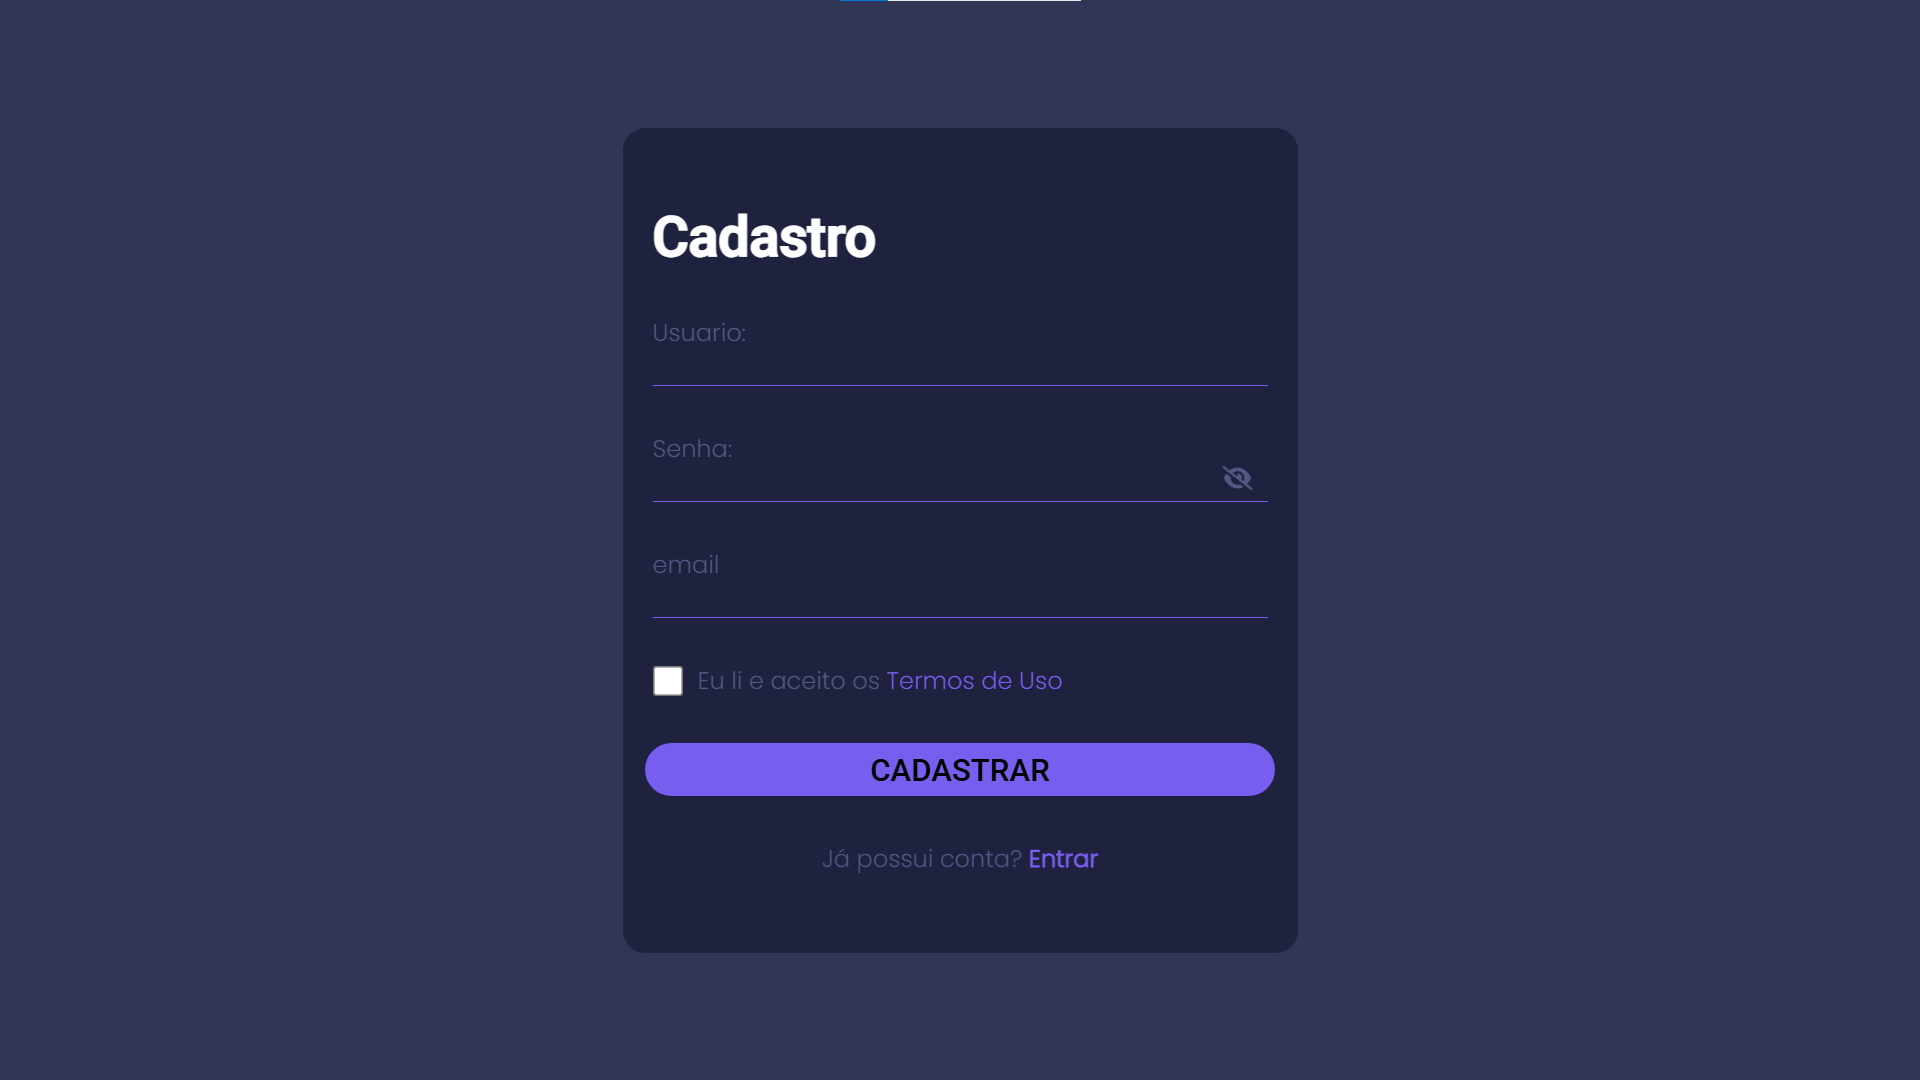 Cadastro
Usuario:
Senha:
email
Eu li e aceito os Termos de Uso
CADASTRAR
Já possui conta? Entrar